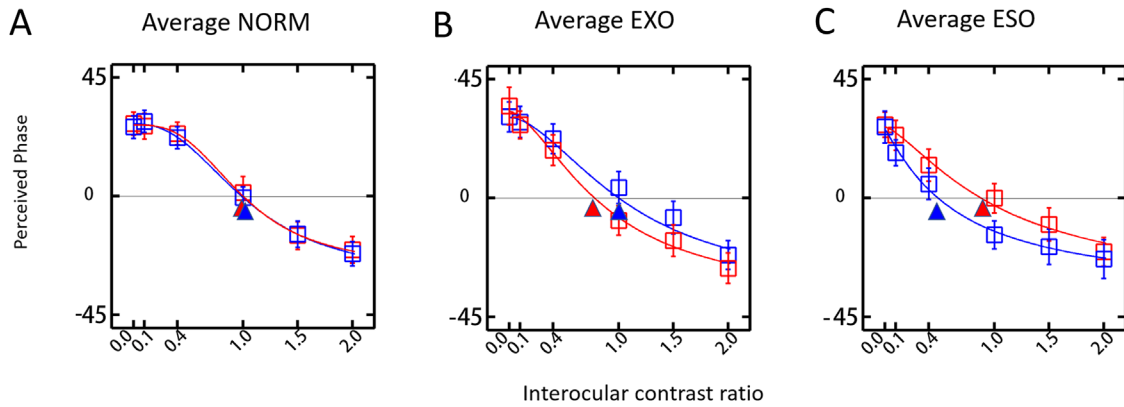 A Average NORM
B Average EXO
C Average ESO
Perceived Phase
45
0
-45
0.0 0.1 0.4 1.0 1.5 2.0
45
0
-45
0.0 0.1 0.4 1.0 1.5 2.0
45
0
-45
0.0 0.1 0.4 1.0 1.5 2.0
Interocular contrast ratio